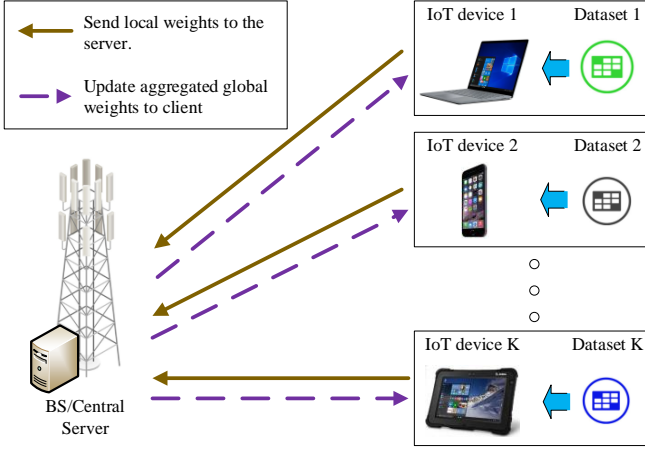 Send local weights to the
server.
Update aggregated global
weights to client
IoT device 1
Dataset 1
IoT device 2
Dataset 2
IoT device K
Dataset K
BS/Central
Server